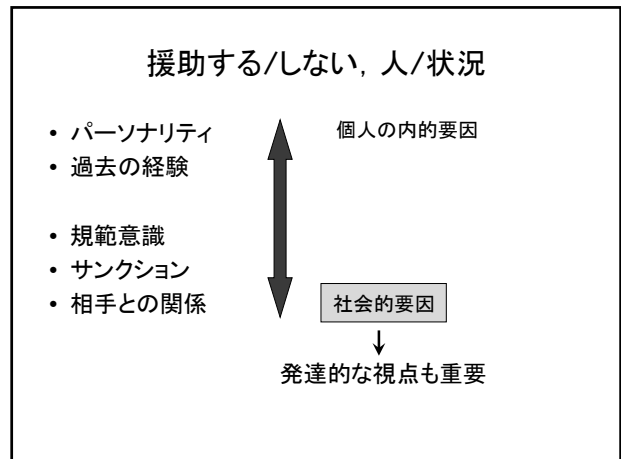 援助する/しない，人/状況
• パーソナリティ
• 過去の経験
• 規範意識
• サンクション
• 相手との関係
個人の内的要因
社会的要因
↓
発達的な視点も重要